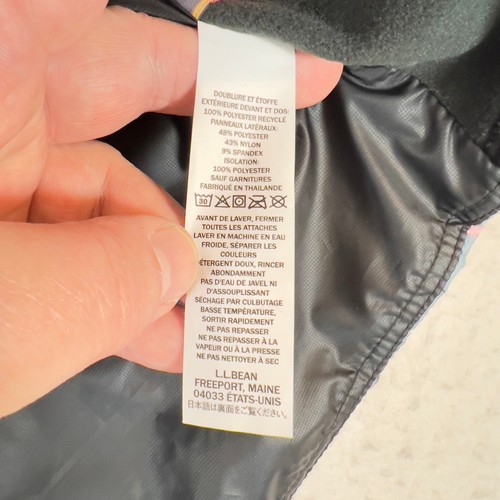 DOUBLURE ET ÉTOFFE
EXTÉRIEURE DEVANT ET DOS:
100% POLYESTER RECYCLÉ
PANNEAUX LATÉRAUX:
48% POLYESTER
43% NYLON
9% SPANDEX
ISOLATION:
100% POLYESTER
SAUF GARNITURES
FABRIQUÉ EN THAÏLANDE
30
AVANT DE LAVER, FERMER
TOUTES LES ATTACHES
LAVER EN MACHINE EN EAU
FROIDE, SÉPARER LES
COULEURS
DÉTERGENT DOUX, RINCER
ABONDAMMENT
PAS D'EAU DE JAVEL NI
D'ASSOUPLISSANT
SÉCHAGE PAR CULBUTAGE
BASSE TEMPÉRATURE,
SORTIR RAPIDEMENT
NE PAS REPASSER
NE PAS REPASSER À LA
VAPEUR OU À LA PRESSE
NE PAS NETTOYER À SEC
L.L.BEAN
FREEPORT, MAINE
04033 ÉTATS-UNIS
日本語は裏面をご覧ください。